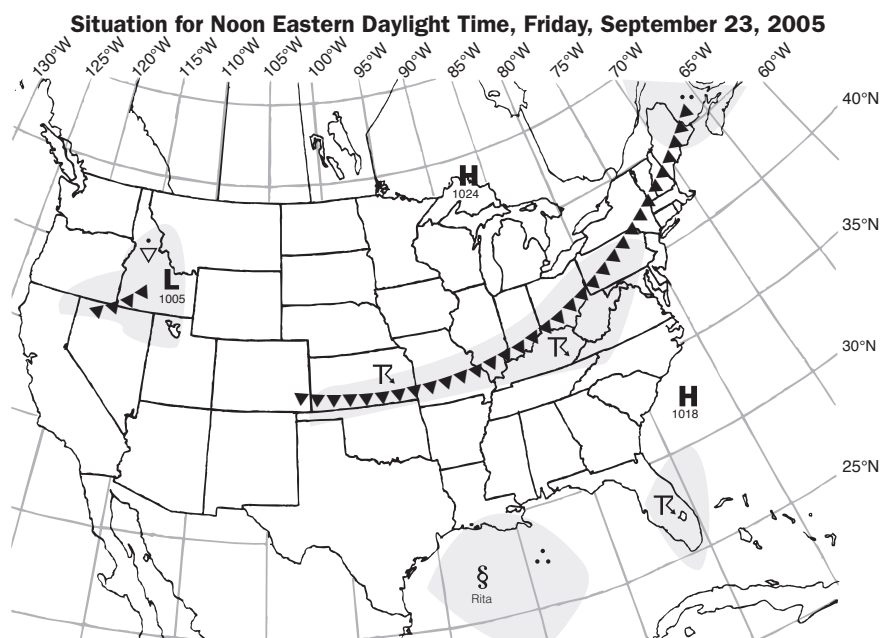 Situation for Noon Eastern Daylight Time, Friday, September 23, 2005
130°W
125°W
120°W
115°W
110°W
105°W
100°W
95°W
90°W
85°W
80°W
75°W
70°W
65°W
60°W
40°N
35°N
30°N
25°N
H
1024
L
1005
H
1018
Rita